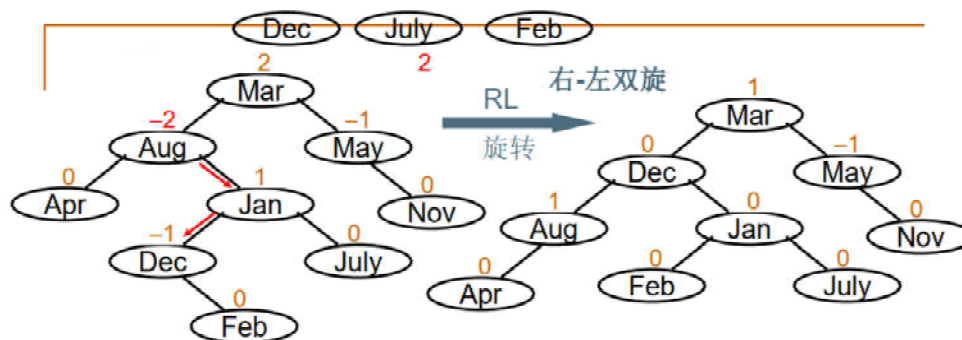 Dec July Feb
2 2 右-左双旋
Mar RL 1
-2 -1 Mar
Aug May 旋转 0 -1
0 1 0 Dec May
Apr Jan Nov 1 0 0
-1 0 Aug Jan Nov
Dec July 0 0 0
0 Apr Feb July
Feb